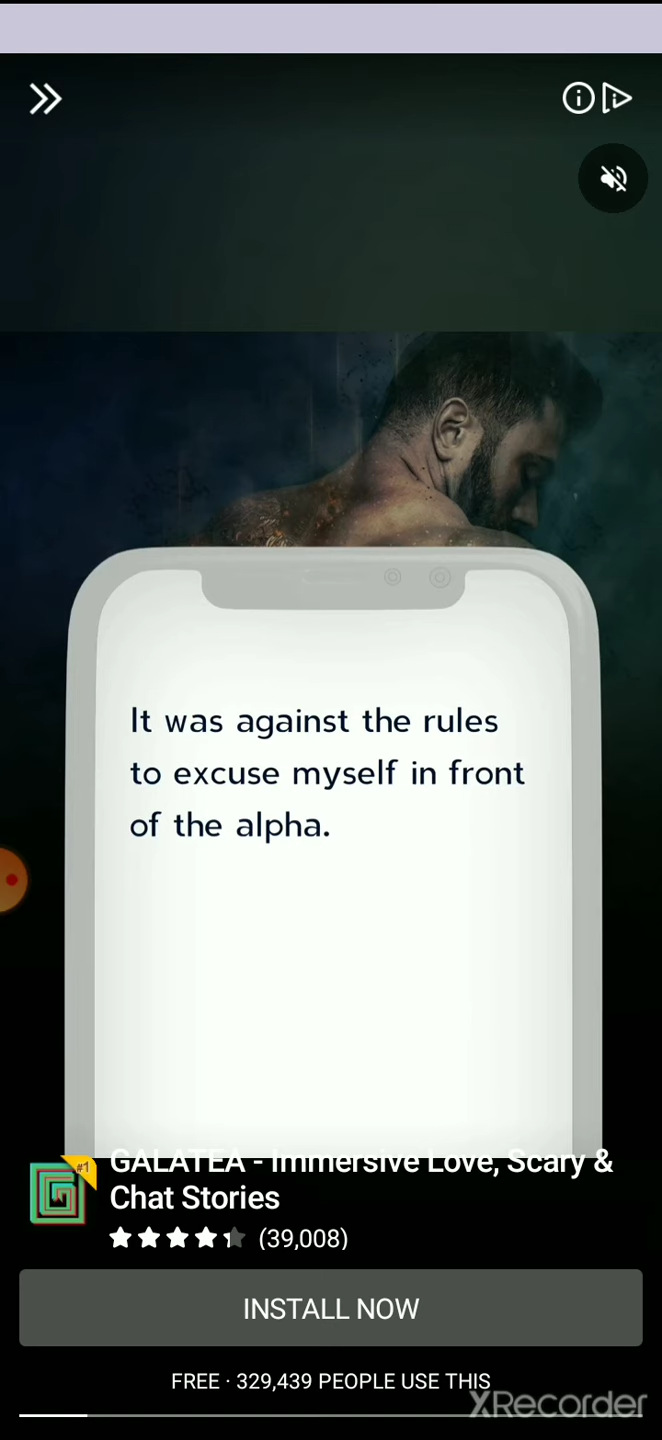 It was against the rules
to excuse myself in front
of the alpha.
#1
GALATEA - Immersive Love, Scary &
Chat Stories
(39,008)
INSTALL NOW
FREE · 329,439 PEOPLE USE THIS
XRecorder